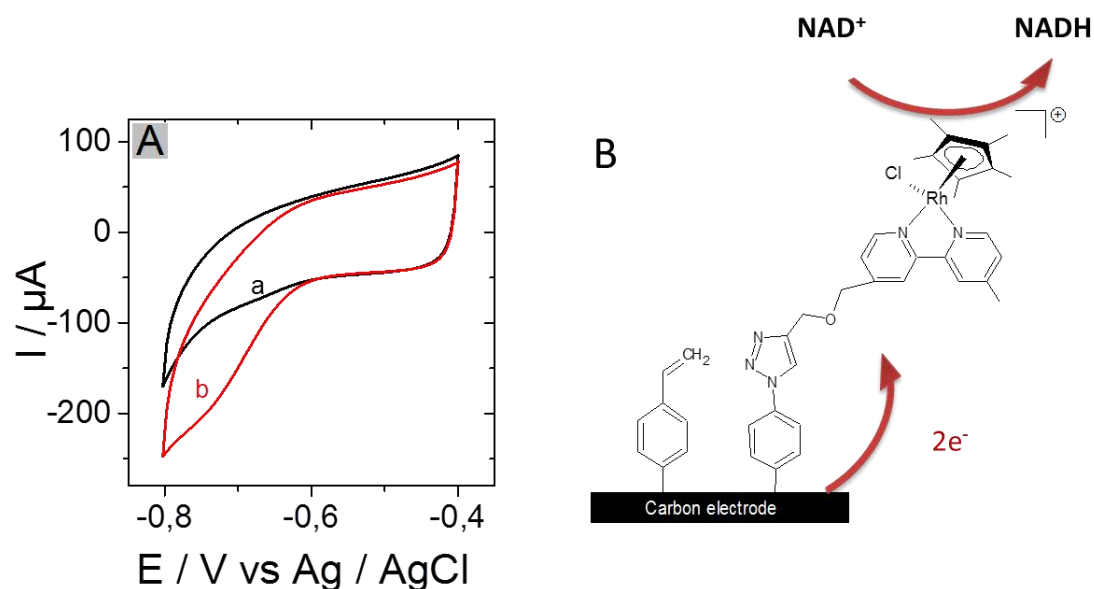 A
100
0
-100
-200
I / µA
a
b
-0,8
-0,6
-0,4
E / V vs Ag / AgCl
B
NAD⁺
NADH
⊕
Cl
Rh
N
N
O
N
N
N
CH₂
2e⁻
Carbon electrode